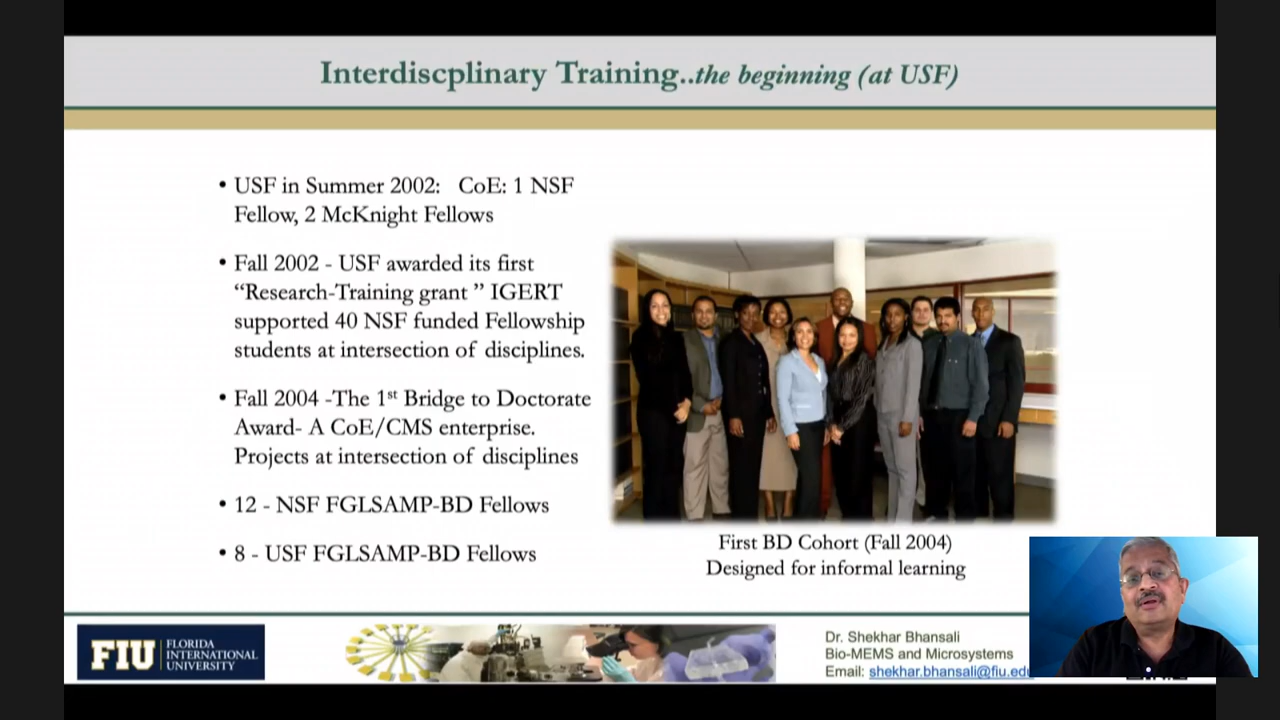 Interdiscplinary Training..the beginning (at USF)
• USF in Summer 2002: CoE: 1 NSF
Fellow, 2 McKnight Fellows
• Fall 2002 - USF awarded its first
“Research-Training grant ” IGERT
supported 40 NSF funded Fellowship
students at intersection of disciplines.
• Fall 2004 -The 1st Bridge to Doctorate
Award- A CoE/CMS enterprise.
Projects at intersection of disciplines
• 12 - NSF FGLSAMP-BD Fellows
• 8 - USF FGLSAMP-BD Fellows
First BD Cohort (Fall 2004)
Designed for informal learning
FIU
FLORIDA
INTERNATIONAL
UNIVERSITY
Dr. Shekhar Bhansali
Bio-MEMS and Microsystems
Email: shekhar.bhansali@fiu.edu